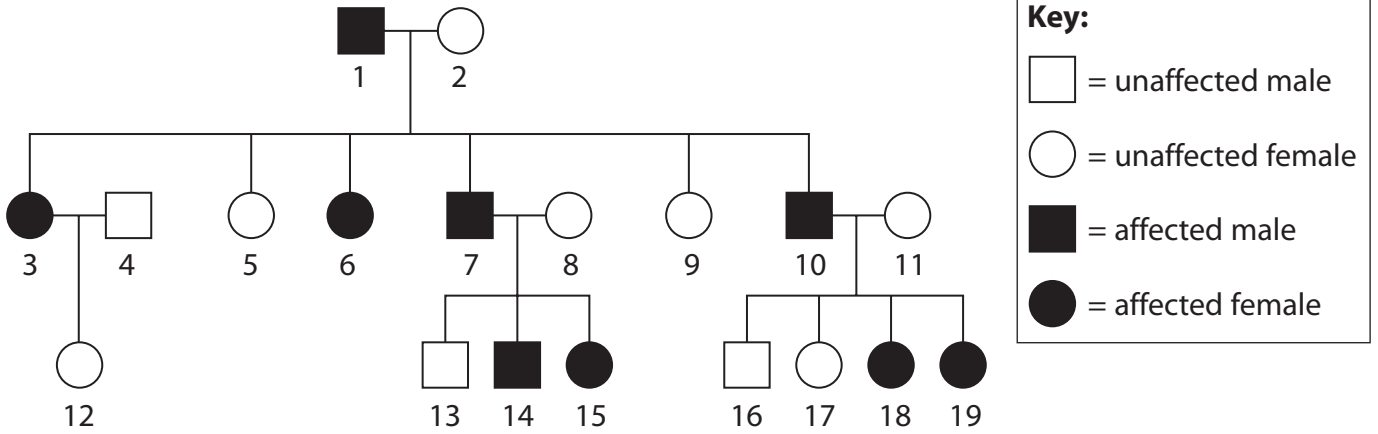 Key:
= unaffected male
= unaffected female
= affected male
= affected female
1 2
3 4 5 6 7 8 9 10 11
12 13 14 15 16 17 18 19